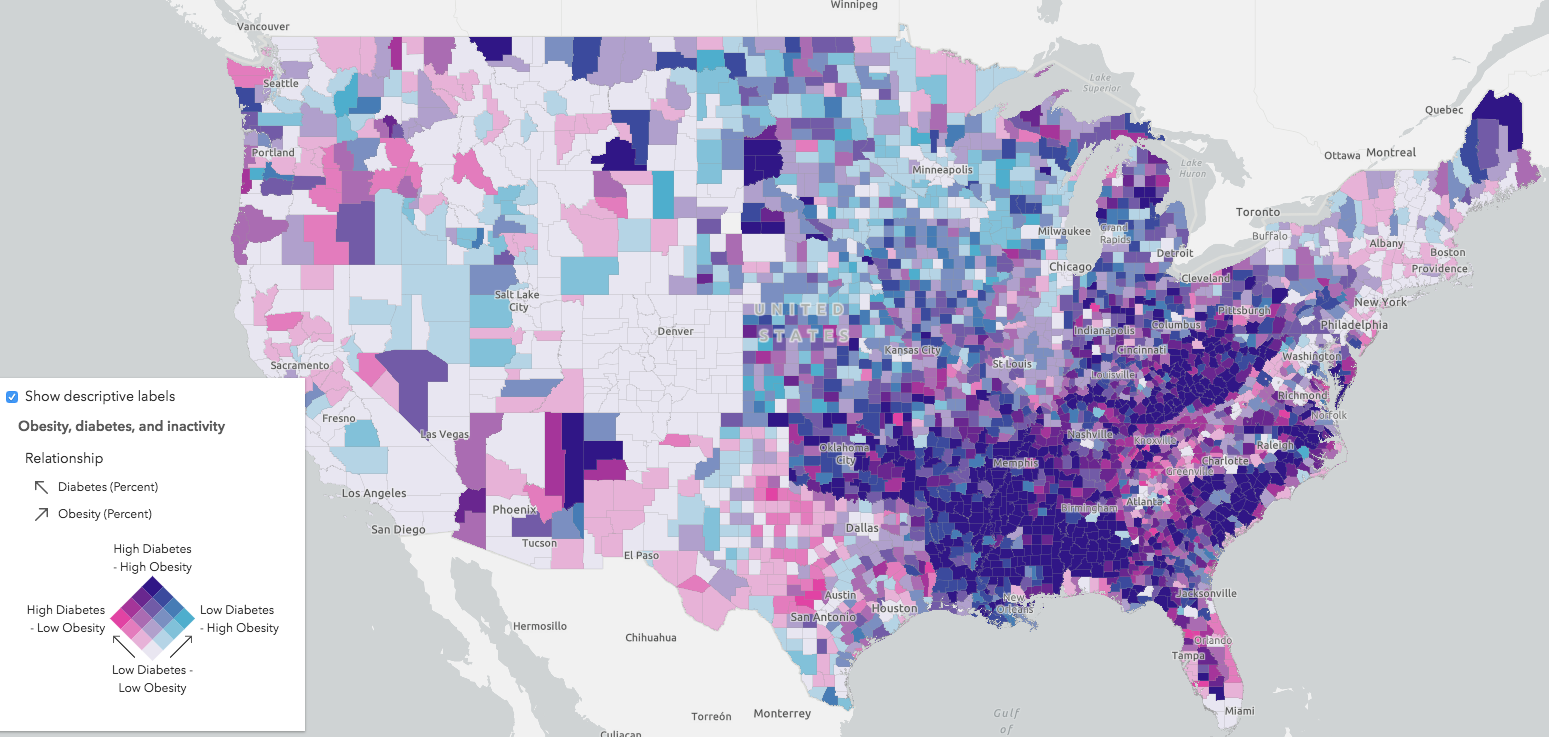 Winnipeg
Vancouver
Seattle
Lake
Superior
Quebec
Portland
Ottawa
Montreal
Minneapolis
Lake
Huron
Toronto
Milwaukee
Grand
Rapids
Buffalo
Albany
Detroit
Boston
Chicago
Providence
Cleveland
Salt Lake
City
New York
UNITED
STATES
Denver
Pittsburgh
Philadelphia
Indianapolis
Columbus
Kansas City
Cincinnati
Washington
Sacramento
St Louis
Louisville
Richmond
Norfolk
Fresno
Las Vegas
Nashville
Knoxville
Raleigh
Oklahoma
City
Memphis
Charlotte
Greenville
Los Angeles
Phoenix
Atlanta
Birmingham
San Diego
Dallas
Tucson
El Paso
Austin
New
Orleans
Jacksonville
Houston
San Antonio
Hermosillo
Chihuahua
Orlando
Tampa
Torreón
Monterrey
Miami
Gulf
of
Culiacan
Show descriptive labels
Obesity, diabetes, and inactivity
Relationship
Diabetes (Percent)
Obesity (Percent)
High Diabetes
- High Obesity
High Diabetes
- Low Obesity
Low Diabetes
- High Obesity
Low Diabetes -
Low Obesity